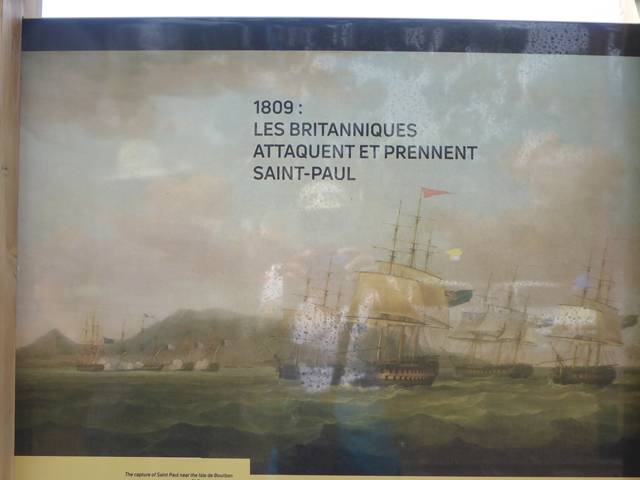 1809 :
LES BRITANNIQUES
ATTAQUENT ET PRENNENT
SAINT-PAUL
The capture of Saint Paul near the Isle de Bourbon